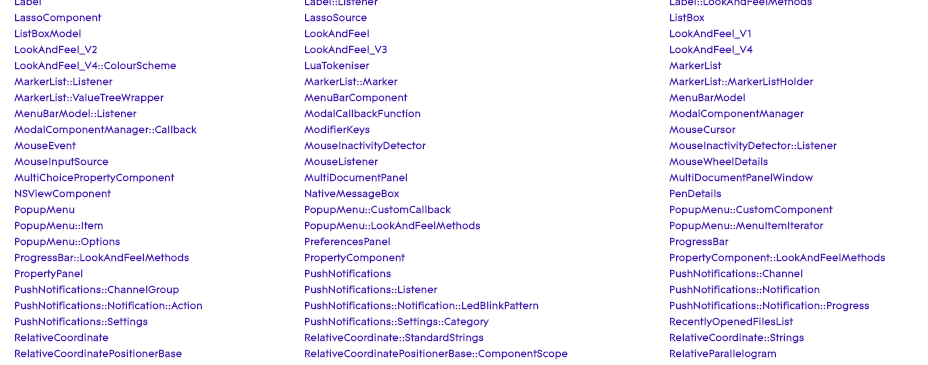 Label Label::Listener Label::LookAndFeelMethods
LassoComponent LassoSource ListBox
ListBoxModel LookAndFeel LookAndFeel_V1
LookAndFeel_V2 LookAndFeel_V3 LookAndFeel_V4
LookAndFeel_V4::ColourScheme LuaTokeniser MarkerList
MarkerList::Listener MarkerList::Marker MarkerList::MarkerListHolder
MarkerList::ValueTreeWrapper MenuBarComponent MenuBarModel
MenuBarModel::Listener ModalCallbackFunction ModalComponentManager
ModalComponentManager::Callback ModifierKeys MouseCursor
MouseEvent MouseInactivityDetector MouseInactivityDetector::Listener
MouseInputSource MouseListener MouseWheelDetails
MultiChoicePropertyComponent MultiDocumentPanel MultiDocumentPanelWindow
NSViewComponent NativeMessageBox PenDetails
PopupMenu PopupMenu::CustomCallback PopupMenu::CustomComponent
PopupMenu::Item PopupMenu::LookAndFeelMethods PopupMenu::MenuItemIterator
PopupMenu::Options PreferencesPanel ProgressBar
ProgressBar::LookAndFeelMethods PropertyComponent PropertyComponent::LookAndFeelMethods
PropertyPanel PushNotifications PushNotifications::Channel
PushNotifications::ChannelGroup PushNotifications::Listener PushNotifications::Notification
PushNotifications::Notification::Action PushNotifications::Notification::LedBlinkPattern PushNotifications::Notification::Progress
PushNotifications::Settings PushNotifications::Settings::Category RecentlyOpenedFilesList
RelativeCoordinate RelativeCoordinate::StandardStrings RelativeCoordinate::Strings
RelativeCoordinatePositionerBase RelativeCoordinatePositionerBase::ComponentScope RelativeParallelogram